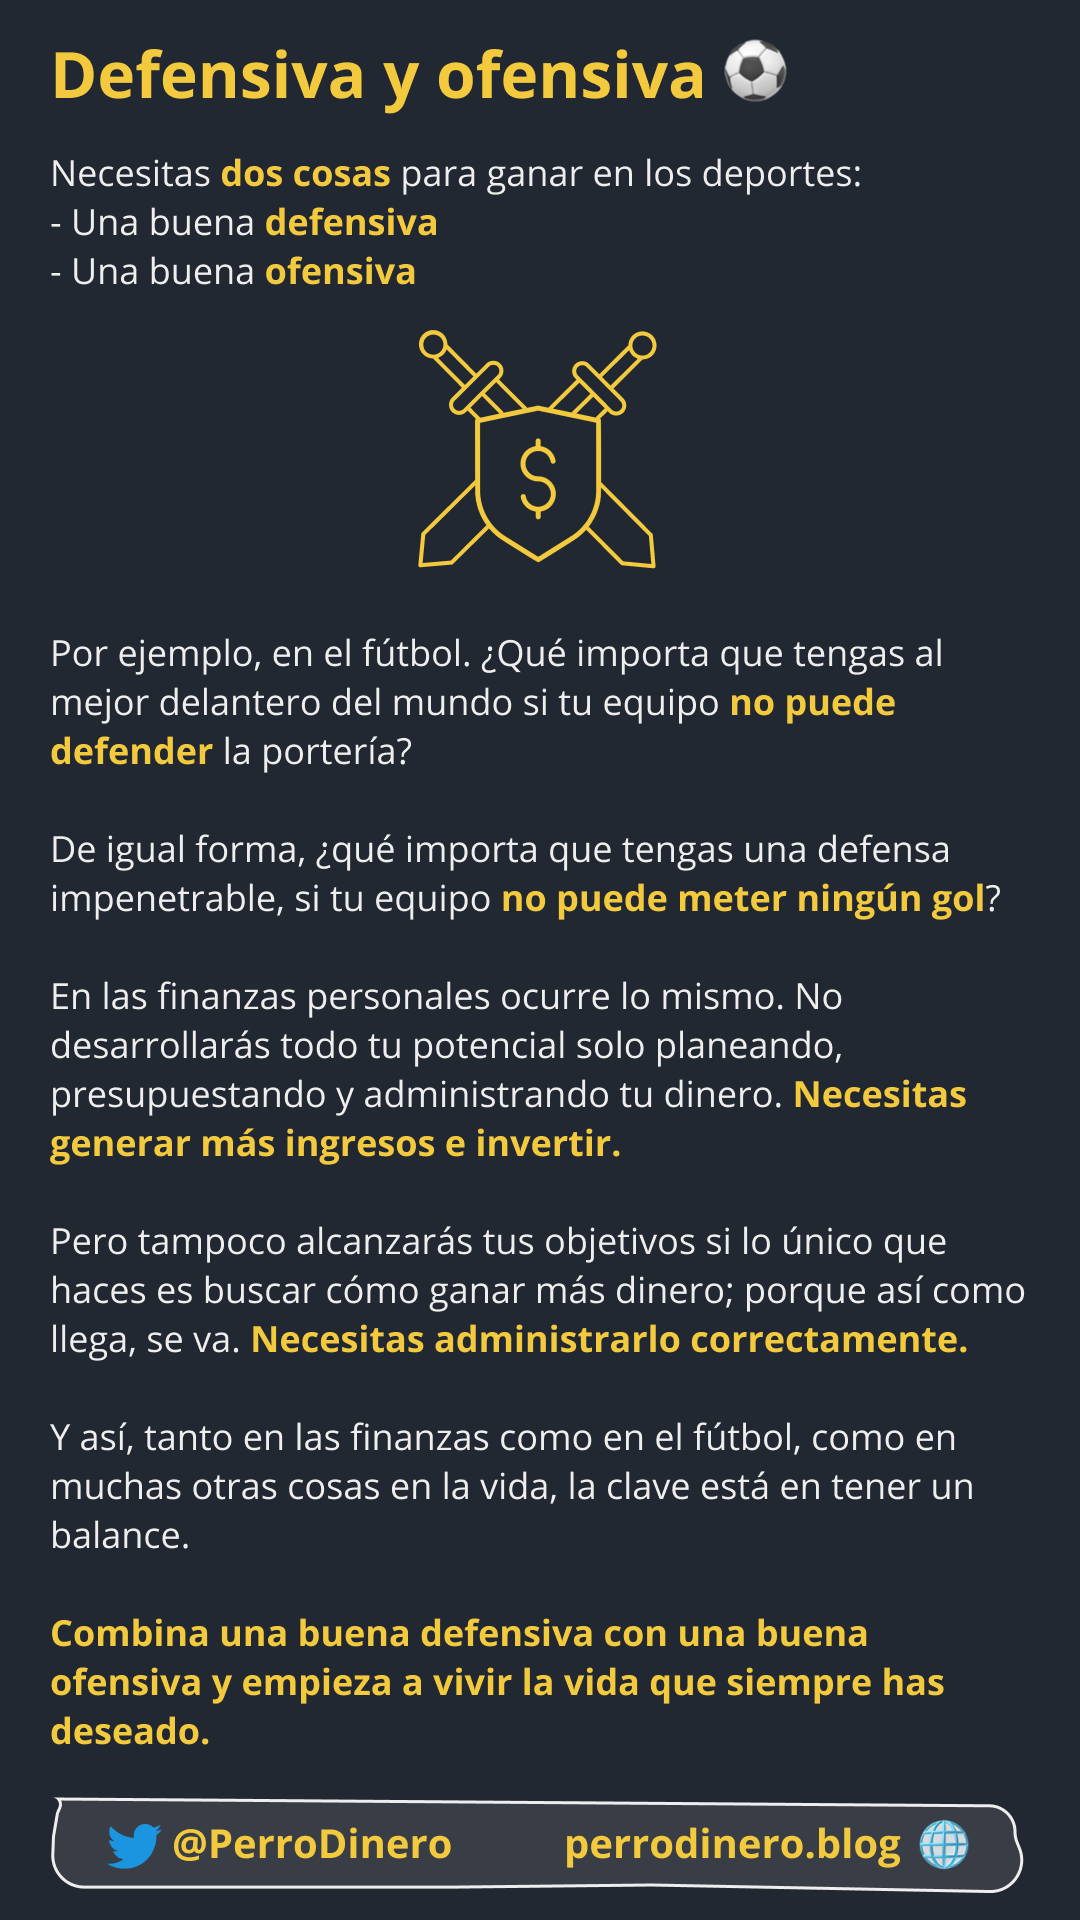 Defensiva y ofensiva
Necesitas dos cosas para ganar en los deportes:
- Una buena defensiva
- Una buena ofensiva
$
Por ejemplo, en el fútbol. ¿Qué importa que tengas al
mejor delantero del mundo si tu equipo no puede
defender la portería?
De igual forma, ¿qué importa que tengas una defensa
impenetrable, si tu equipo no puede meter ningún gol?
En las finanzas personales ocurre lo mismo. No
desarrollarás todo tu potencial solo planeando,
presupuestando y administrando tu dinero. Necesitas
generar más ingresos e invertir.
Pero tampoco alcanzarás tus objetivos si lo único que
haces es buscar cómo ganar más dinero; porque así como
llega, se va. Necesitas administrarlo correctamente.
Y así, tanto en las finanzas como en el fútbol, como en
muchas otras cosas en la vida, la clave está en tener un
balance.
Combina una buena defensiva con una buena
ofensiva y empieza a vivir la vida que siempre has
deseado.
@PerroDinero perrodinero.blog